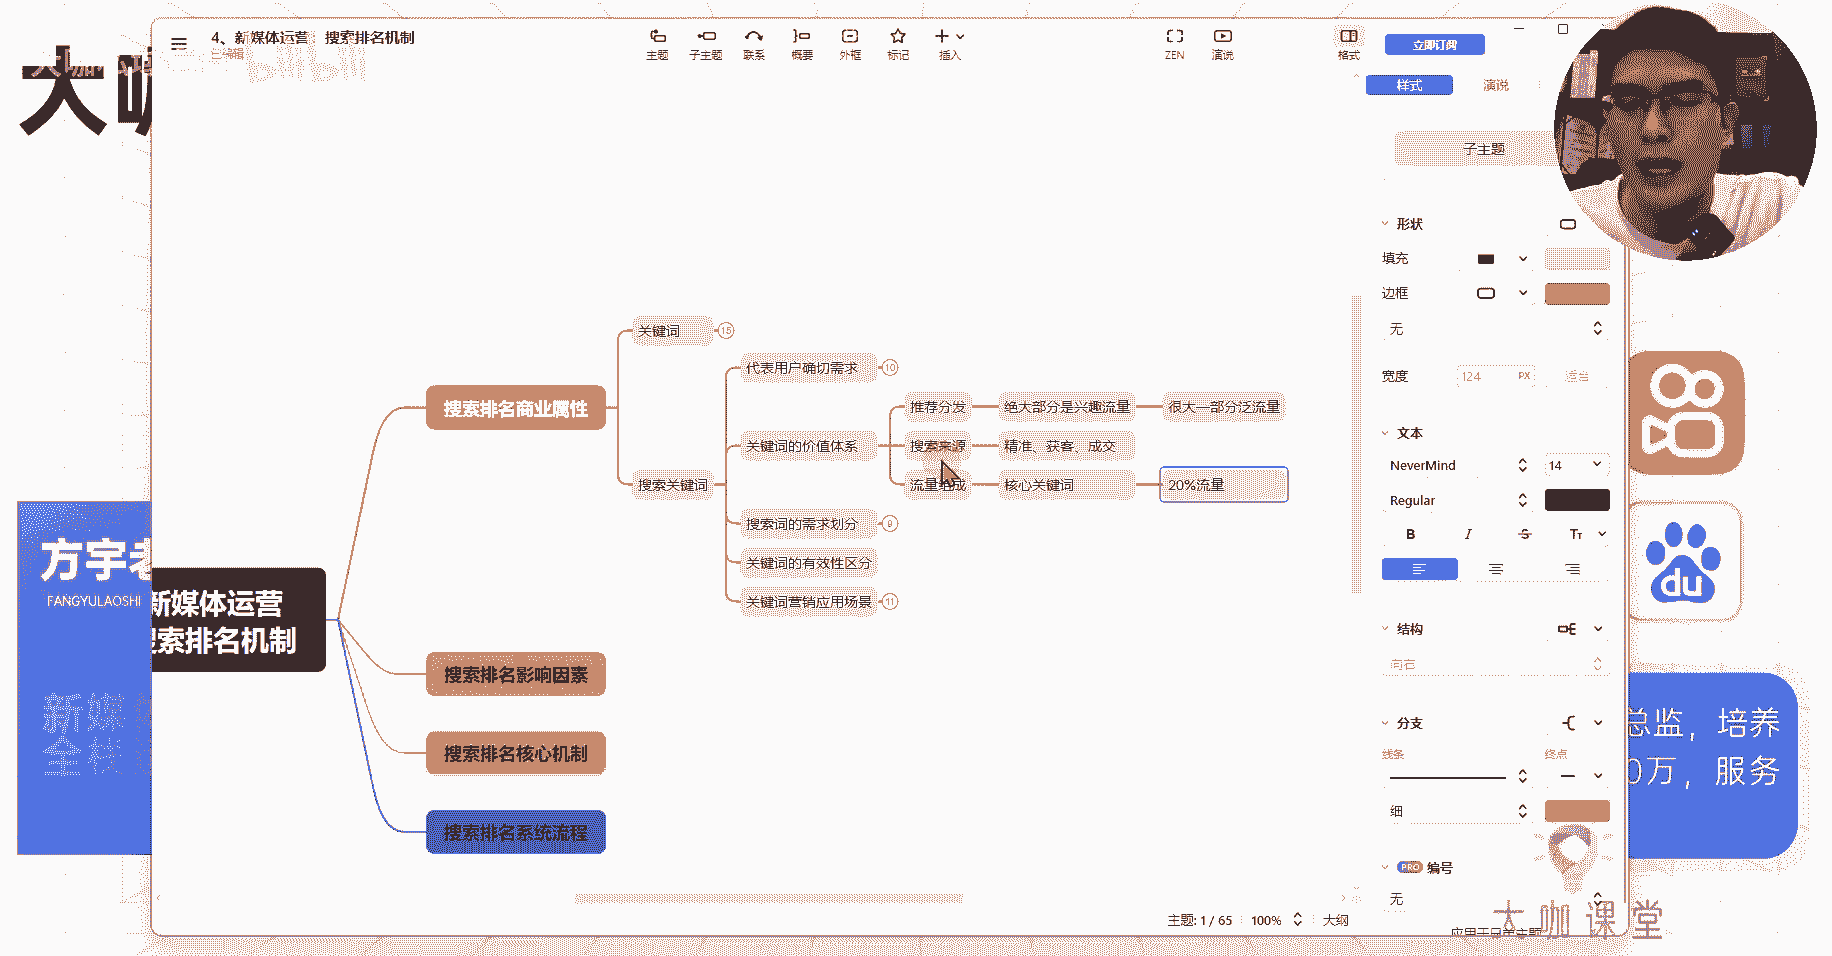 大咖
4、新媒体运营：搜索排名机制
已编辑
主题
子主题
联系
概要
外框
标记
插入
ZEN
演说
格式
立即订阅
样式
演说
子主题
形状
填充
边框
无
宽度
124
PX
适合
文本
NeverMind
14
Regular
B
I
S
TT
结构
向右
分支
线条
终点
细
PRO 编号
无
新媒体运营
搜索排名机制
搜索排名商业属性
关键词
15
搜索关键词
代表用户确切需求
10
关键词的价值体系
推荐分发
绝大部分是兴趣流量
很大一部分泛流量
搜索来源
精准、获客、成交
流量组成
核心关键词
20%流量
搜索词的需求划分
9
关键词的有效性区分
关键词营销应用场景
11
搜索排名影响因素
搜索排名核心机制
搜索排名系统流程
主题: 1 / 65
100%
大纲
方宇老
FANGYULAOSHI
新媒
全栈
du
总监，培养
0万，服务
大咖课堂